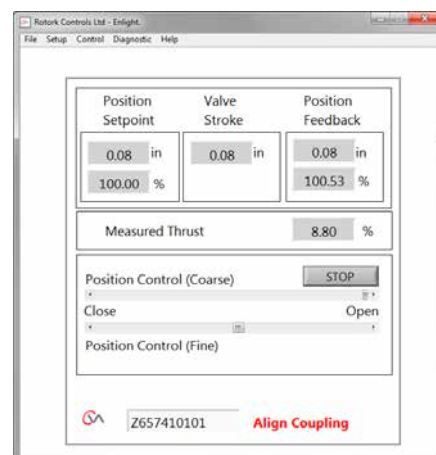 Rotork Controls Ltd - Enlight.
File Setup Control Diagnostic Help
Position Setpoint Valve Stroke Position Feedback
0.08 in 0.08 in 0.08 in
100.00 % 100.53 %
Measured Thrust 8.80 %
Position Control (Coarse) STOP
Close Open
Position Control (Fine)
Z657410101 Align Coupling